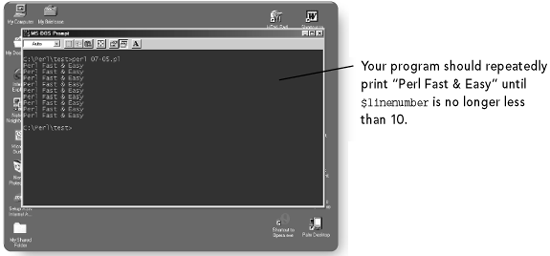 My Computer
My Briefcase
MS-DOS Prompt
Auto
A
C:\Perl\test>perl 07-05.pl
Perl Fast & Easy
Perl Fast & Easy
Perl Fast & Easy
Perl Fast & Easy
Perl Fast & Easy
Perl Fast & Easy
Perl Fast & Easy
Perl Fast & Easy
Perl Fast & Easy
C:\Perl\test>
My Shared
Folder
Shortcut to
Opera.exe
Palm Desktop
Your program should repeatedly
print “Perl Fast & Easy” until
$linenumber is no longer less
than 10.